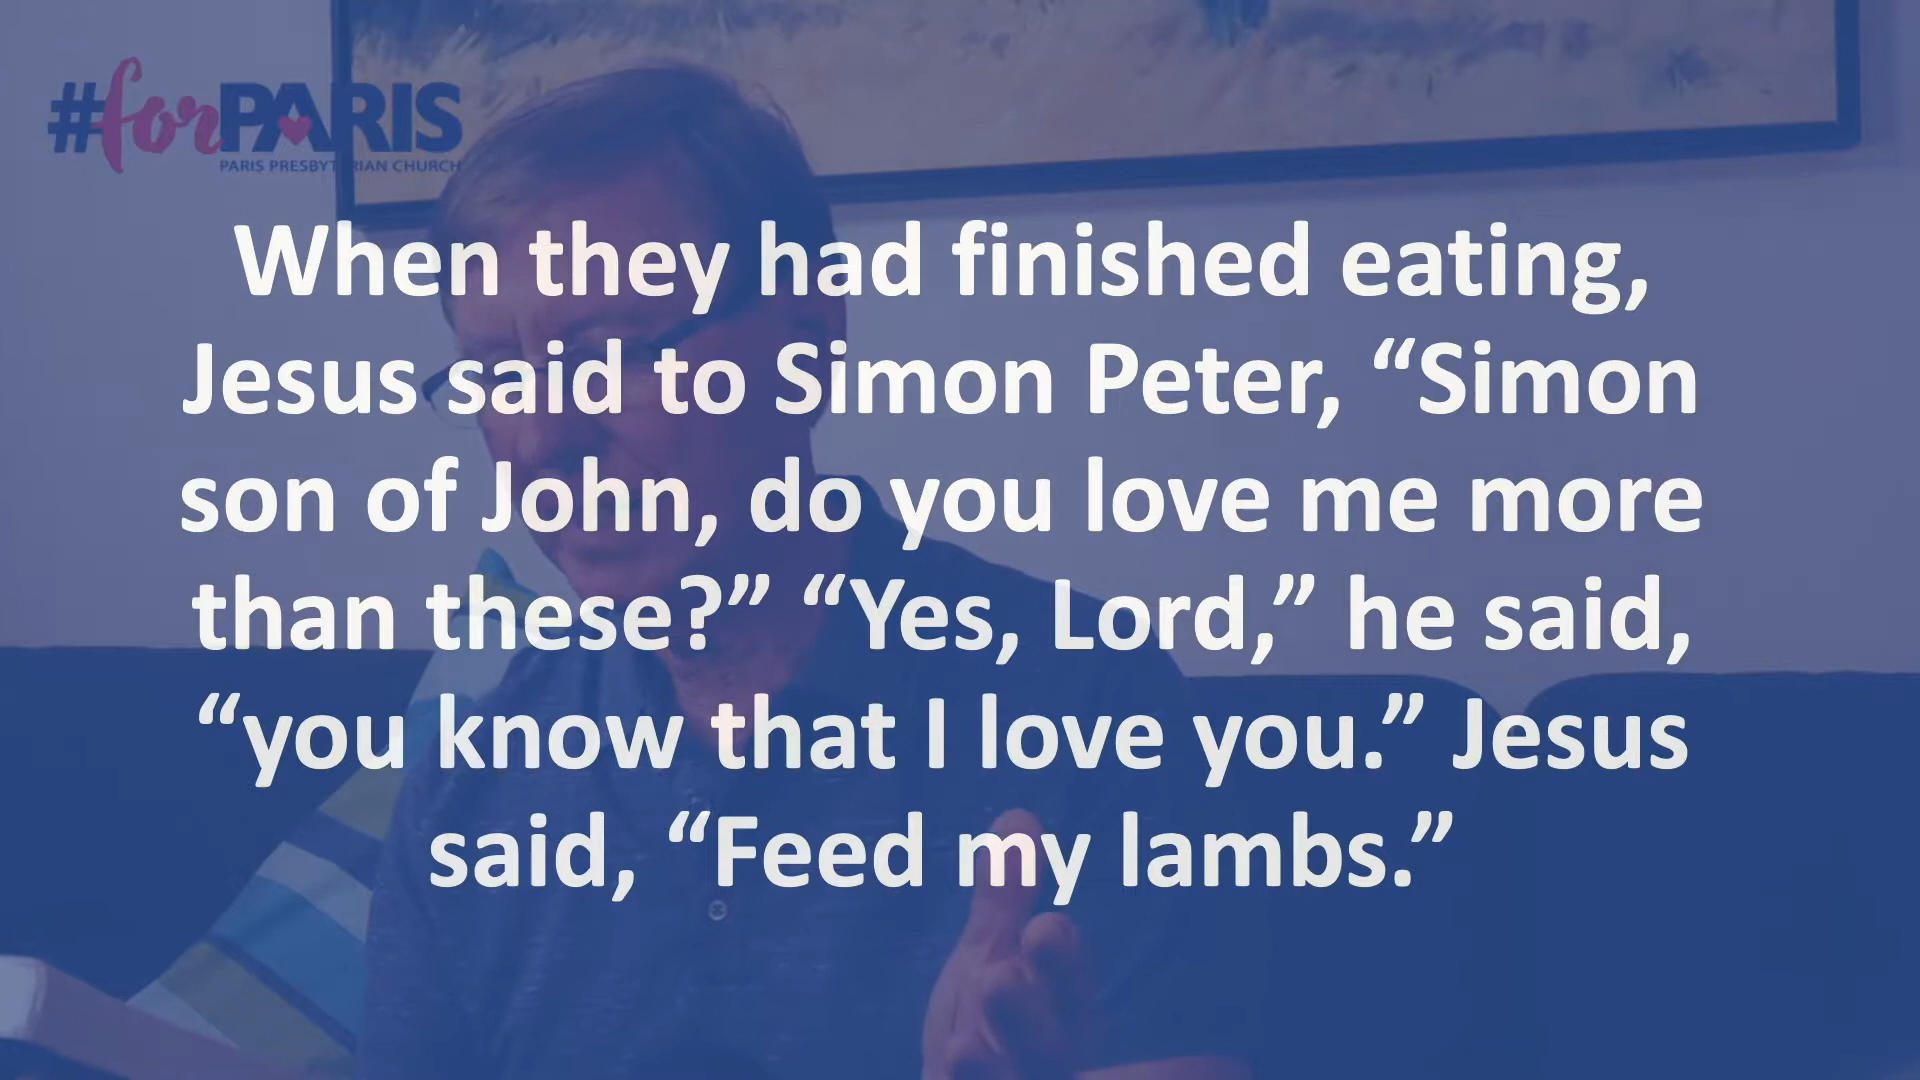 #forPARIS
PARIS PRESBYTERIAN CHURCH
When they had finished eating,
Jesus said to Simon Peter, “Simon
son of John, do you love me more
than these?” “Yes, Lord,” he said,
“you know that I love you.” Jesus
said, “Feed my lambs.”